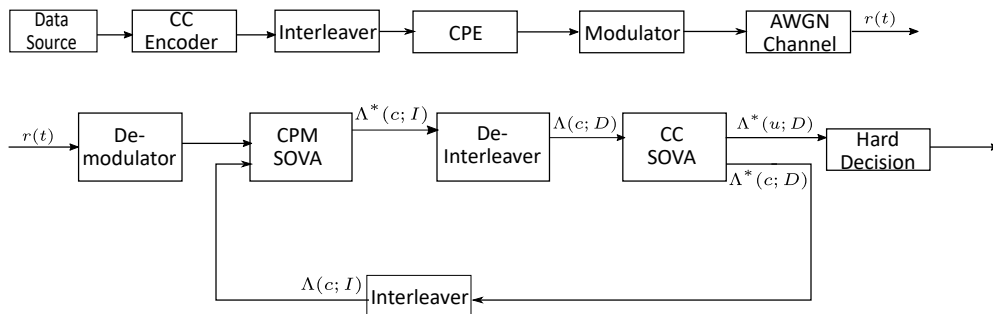 Data
Source
CC
Encoder
Interleaver
CPE
Modulator
AWGN
Channel
r(t)
r(t)
De-
modulator
CPM
SOVA
Λ*(c; I)
De-
Interleaver
Λ(c; D)
CC
SOVA
Λ*(u; D)
Λ*(c; D)
Hard
Decision
Λ(c; I)
Interleaver